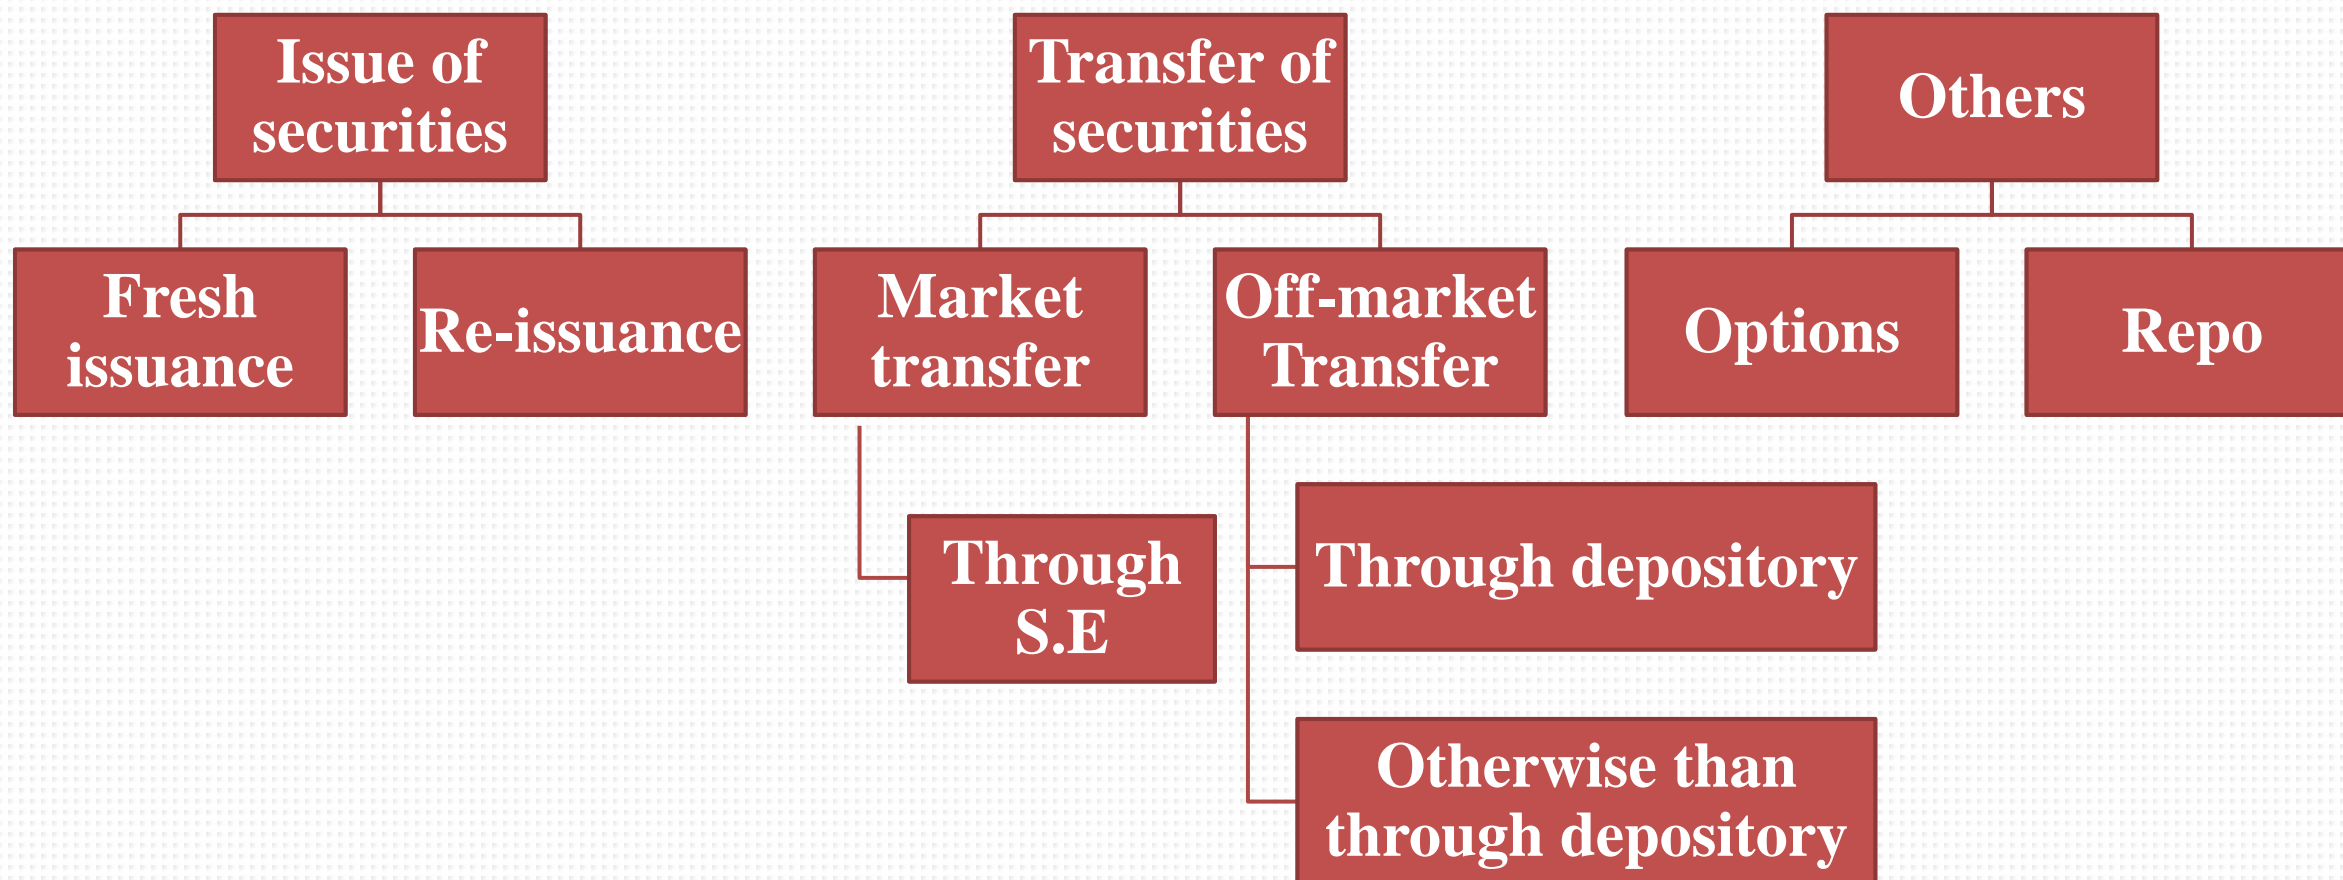 Issue of
securities
Transfer of
securities
Others
Fresh
issuance
Re-issuance
Market
transfer
Off-market
Transfer
Options
Repo
Through
S.E
Through depository
Otherwise than
through depository